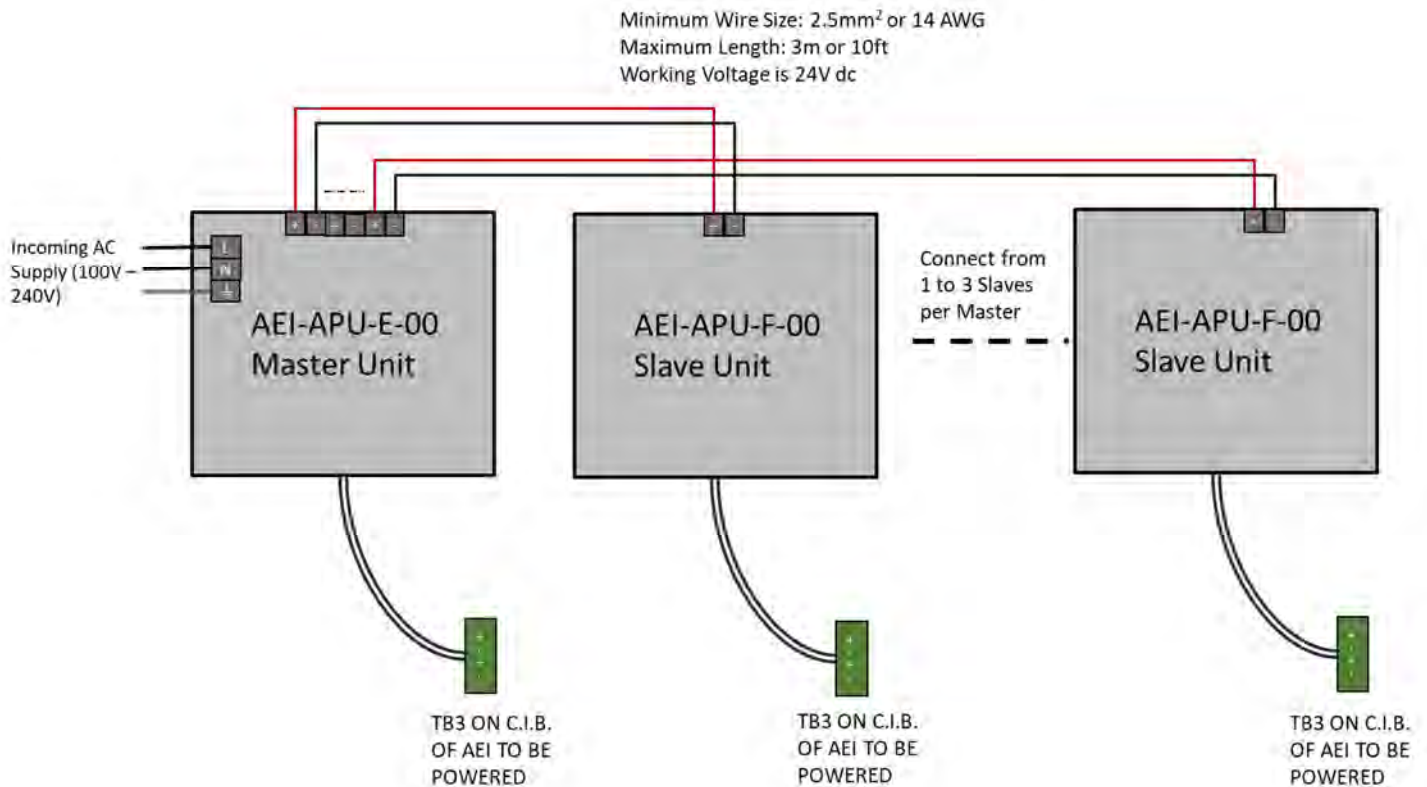 Minimum Wire Size: 2.5mm² or 14 AWG
Maximum Length: 3m or 10ft
Working Voltage is 24V dc
Incoming AC
Supply (100V –
240V)
L
N
AEI-APU-E-00
Master Unit
AEI-APU-F-00
Slave Unit
Connect from
1 to 3 Slaves
per Master
AEI-APU-F-00
Slave Unit
TB3 ON C.I.B.
OF AEI TO BE
POWERED
TB3 ON C.I.B.
OF AEI TO BE
POWERED
TB3 ON C.I.B.
OF AEI TO BE
POWERED